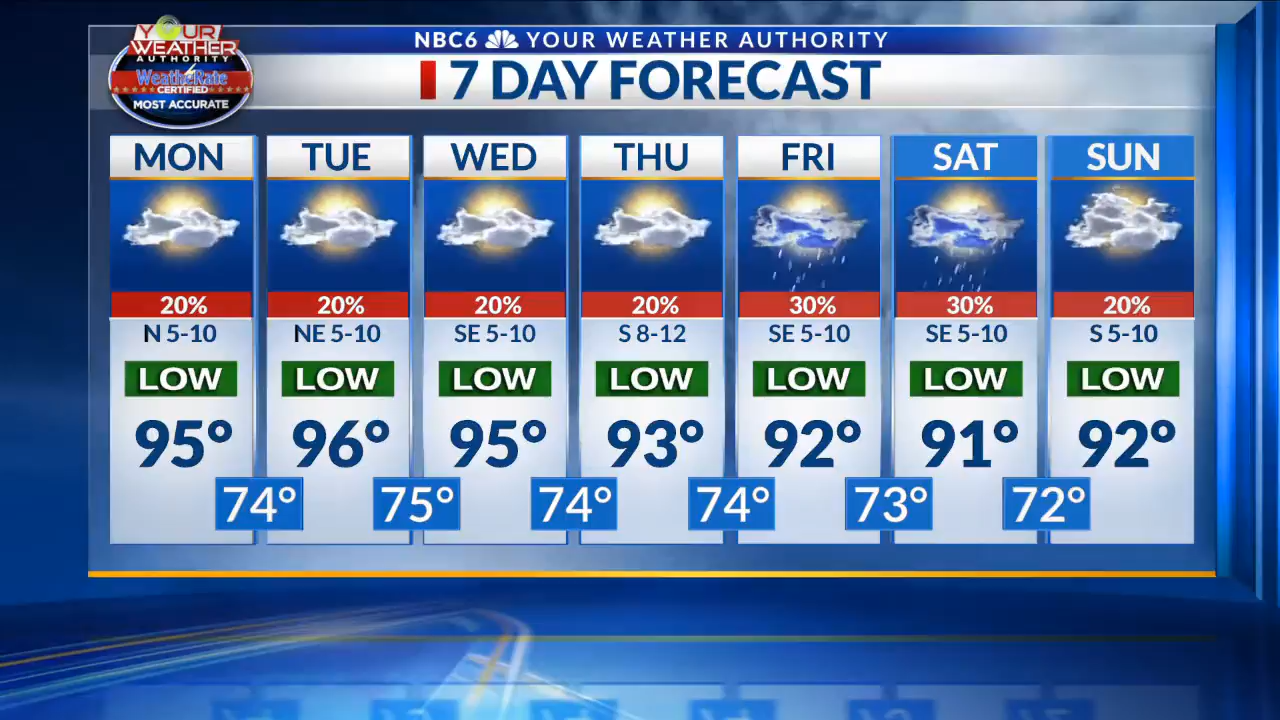 YOUR
WEATHER
AUTHORITY
WeatheRate
CERTIFIED
MOST ACCURATE
NBC6 YOUR WEATHER AUTHORITY
7 DAY FORECAST
MON TUE WED THU FRI SAT SUN
20% 20% 20% 20% 30% 30% 20%
N 5-10 NE 5-10 SE 5-10 S 8-12 SE 5-10 SE 5-10 S 5-10
LOW LOW LOW LOW LOW LOW LOW
95° 96° 95° 93° 92° 91° 92°
74° 75° 74° 74° 73° 72°